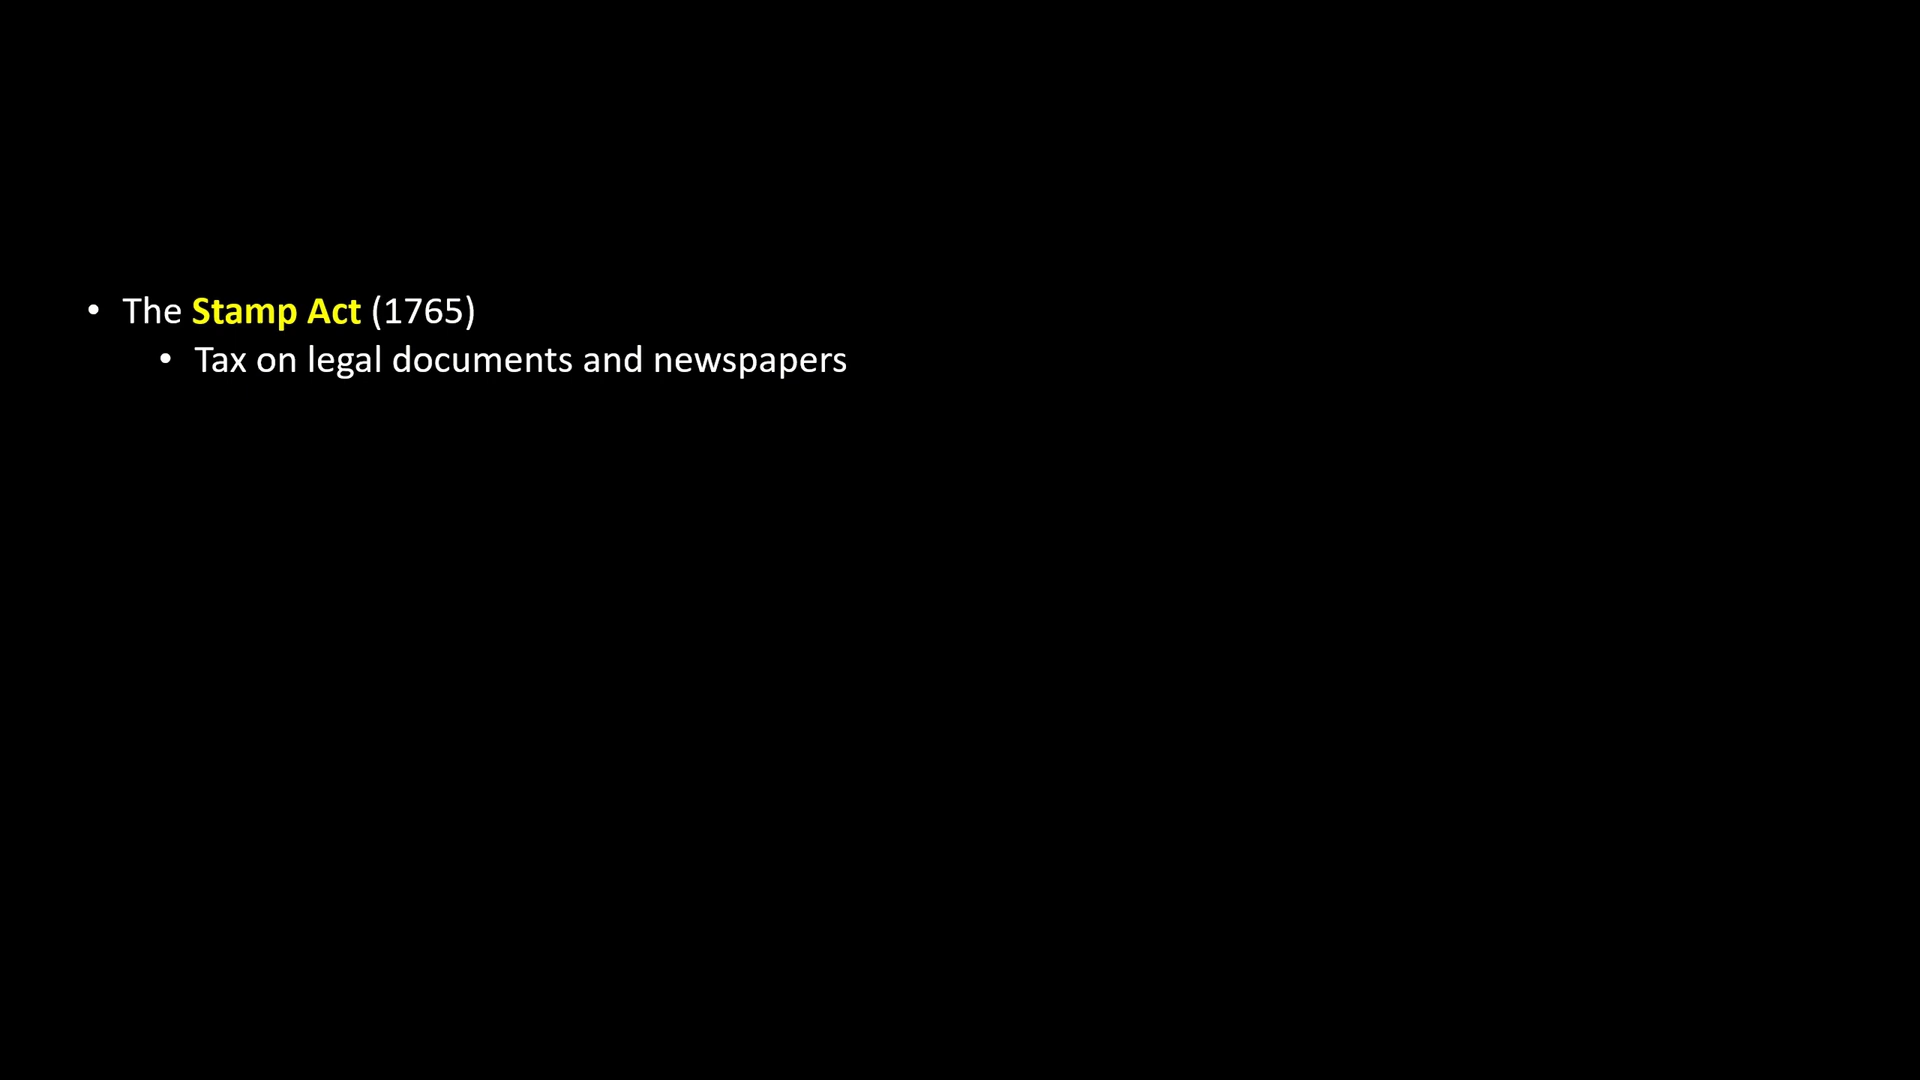 • The Stamp Act (1765)
• Tax on legal documents and newspapers